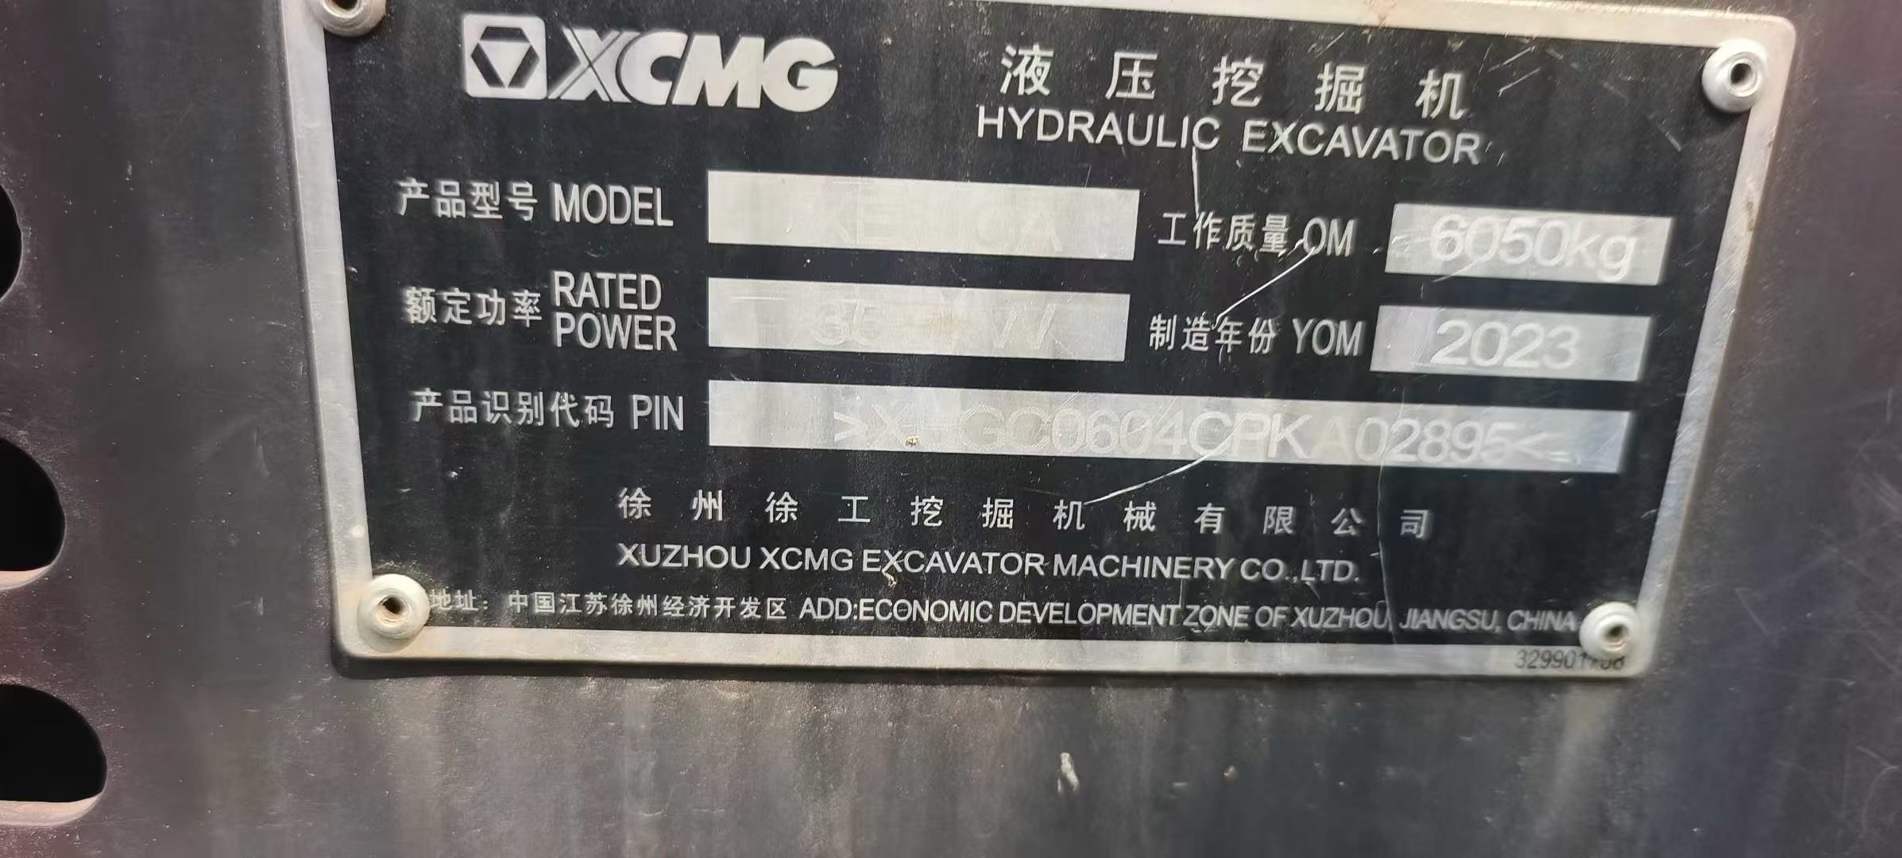 XCMG
液压挖掘机
HYDRAULIC EXCAVATOR
产品型号 MODEL
工作质量 OM 6050kg
额定功率 RATED POWER
制造年份 YOM 2023
产品识别代码 PIN
徐州徐工挖掘机械有限公司
XUZHOU XCMG EXCAVATOR MACHINERY CO.,LTD.
地址：中国江苏徐州经济开发区 ADD:ECONOMIC DEVELOPMENT ZONE OF XUZHOU, JIANGSU, CHINA